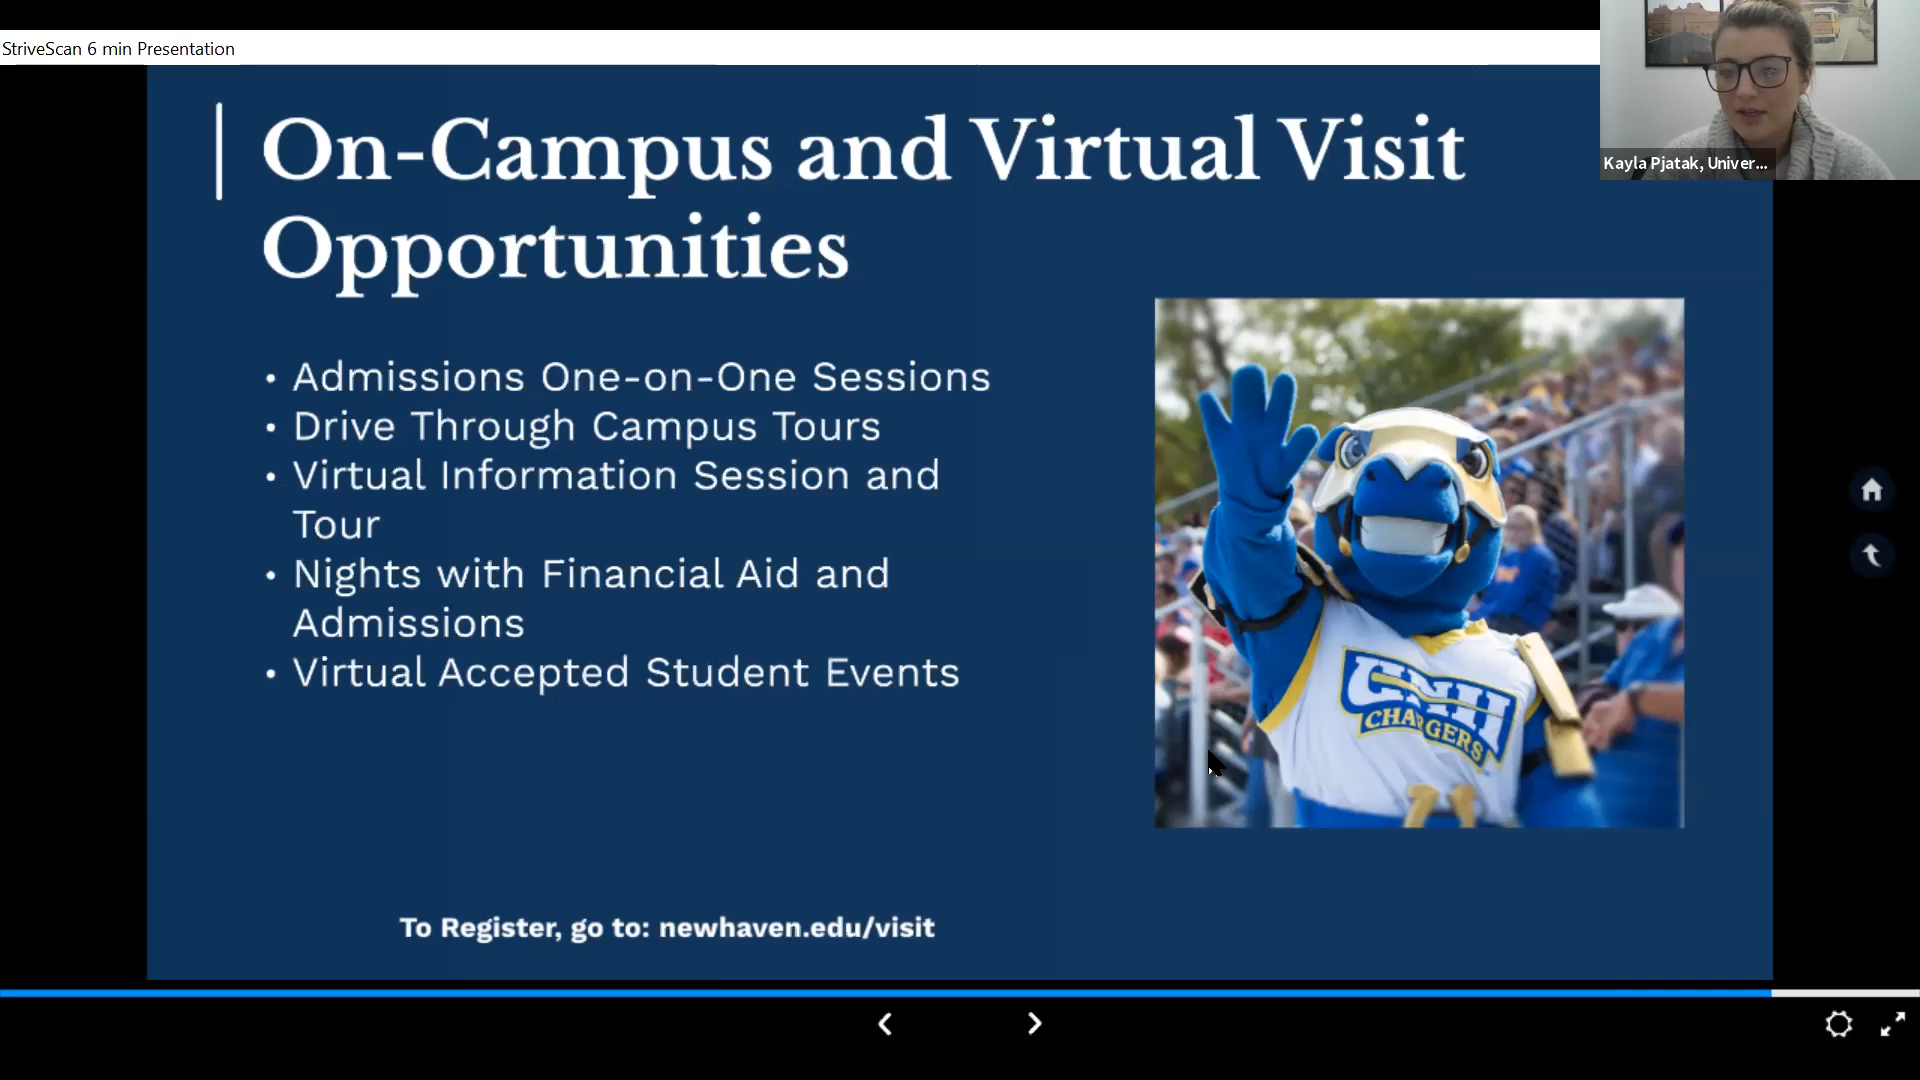 StriveScan 6 min Presentation
Kayla Pjatak, Univer...
On-Campus and Virtual Visit
Opportunities
• Admissions One-on-One Sessions
• Drive Through Campus Tours
• Virtual Information Session and
Tour
• Nights with Financial Aid and
Admissions
• Virtual Accepted Student Events
UNH
CHARGERS
To Register, go to: newhaven.edu/visit